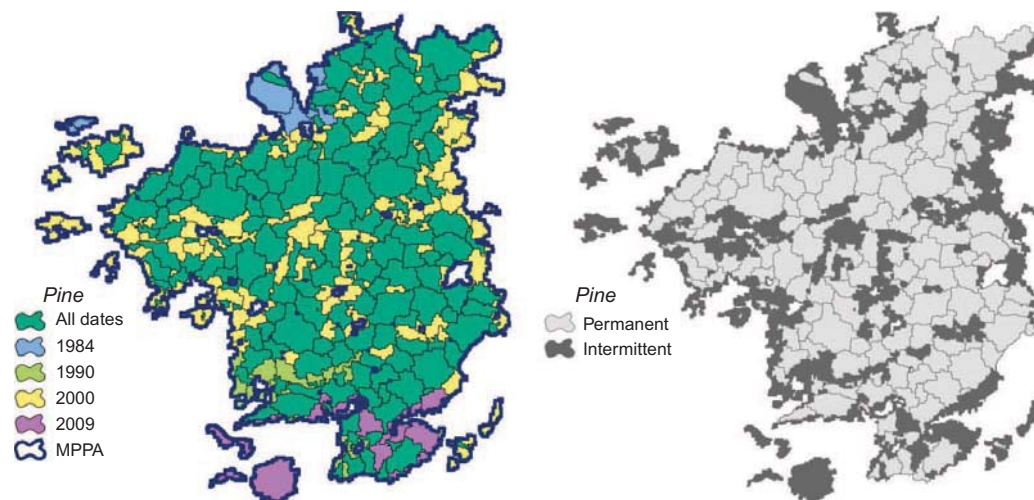 Pine
All dates
1984
1990
2000
2009
MPPA
Pine
Permanent
Intermittent